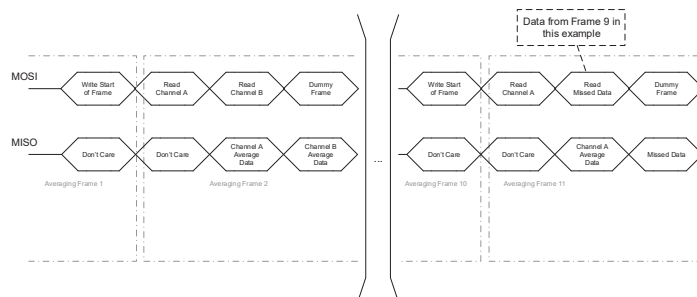 Data from Frame 9 in
this example
MOSI
Write Start
of Frame
Read
Channel A
Read
Channel B
Dummy
Frame
Write Start
of Frame
Read
Channel A
Read
Missed Data
Dummy
Frame
MISO
Don't Care
Don't Care
Channel A
Average
Data
Channel B
Average
Data
...
Don't Care
Don't Care
Channel A
Average
Data
Missed Data
Averaging Frame 1
Averaging Frame 2
Averaging Frame 10
Averaging Frame 11